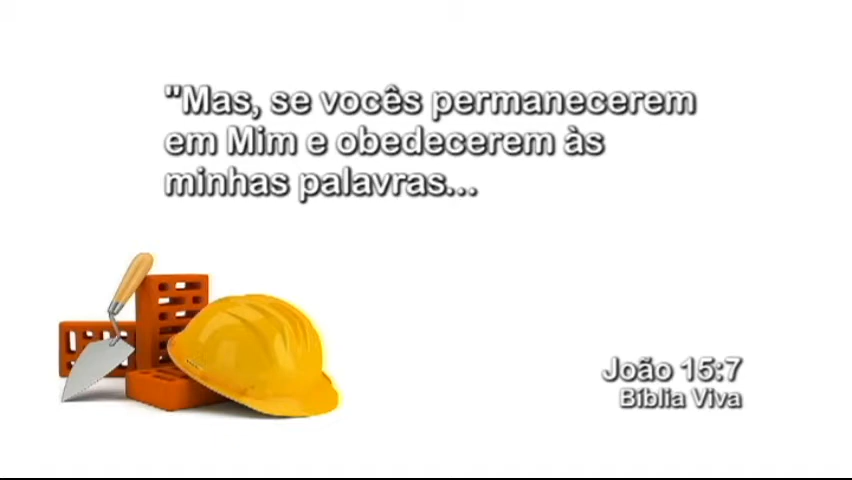 "Mas, se vocês permanecerem
em Mim e obedecerem às
minhas palavras...
João 15:7
Bíblia Viva